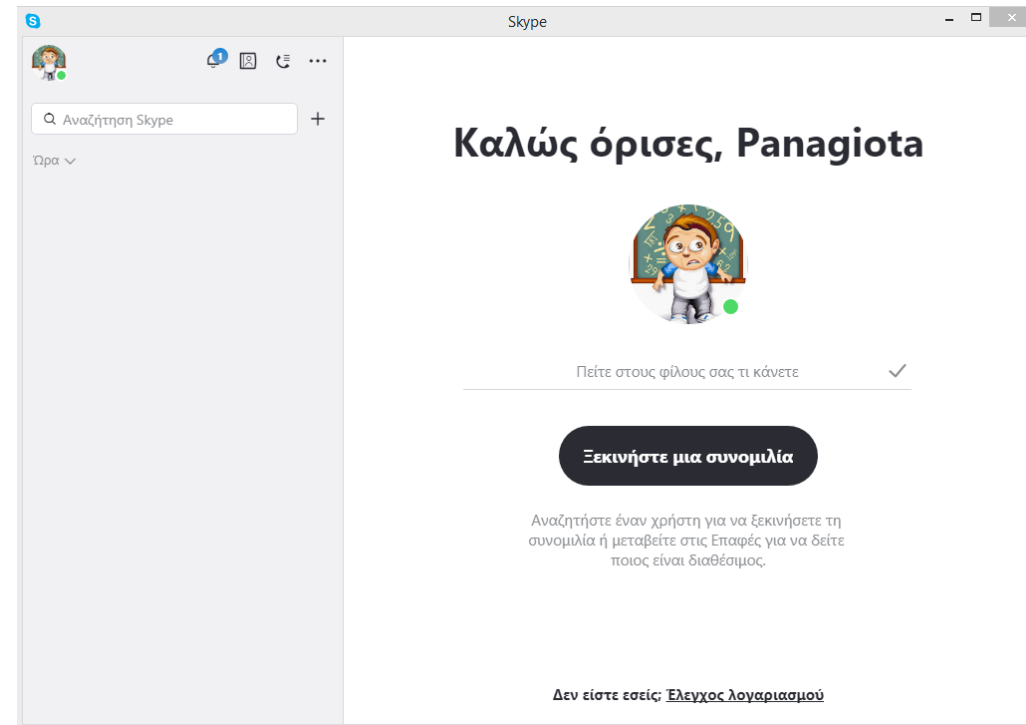 Skype
1
Αναζήτηση Skype
Ώρα
Καλώς όρισες, Panagiota
Πείτε στους φίλους σας τι κάνετε
Ξεκινήστε μια συνομιλία
Αναζητήστε έναν χρήστη για να ξεκινήσετε τη
συνομιλία ή μεταβείτε στις Επαφές για να δείτε
ποιος είναι διαθέσιμος.
Δεν είστε εσείς; Έλεγχος λογαριασμού